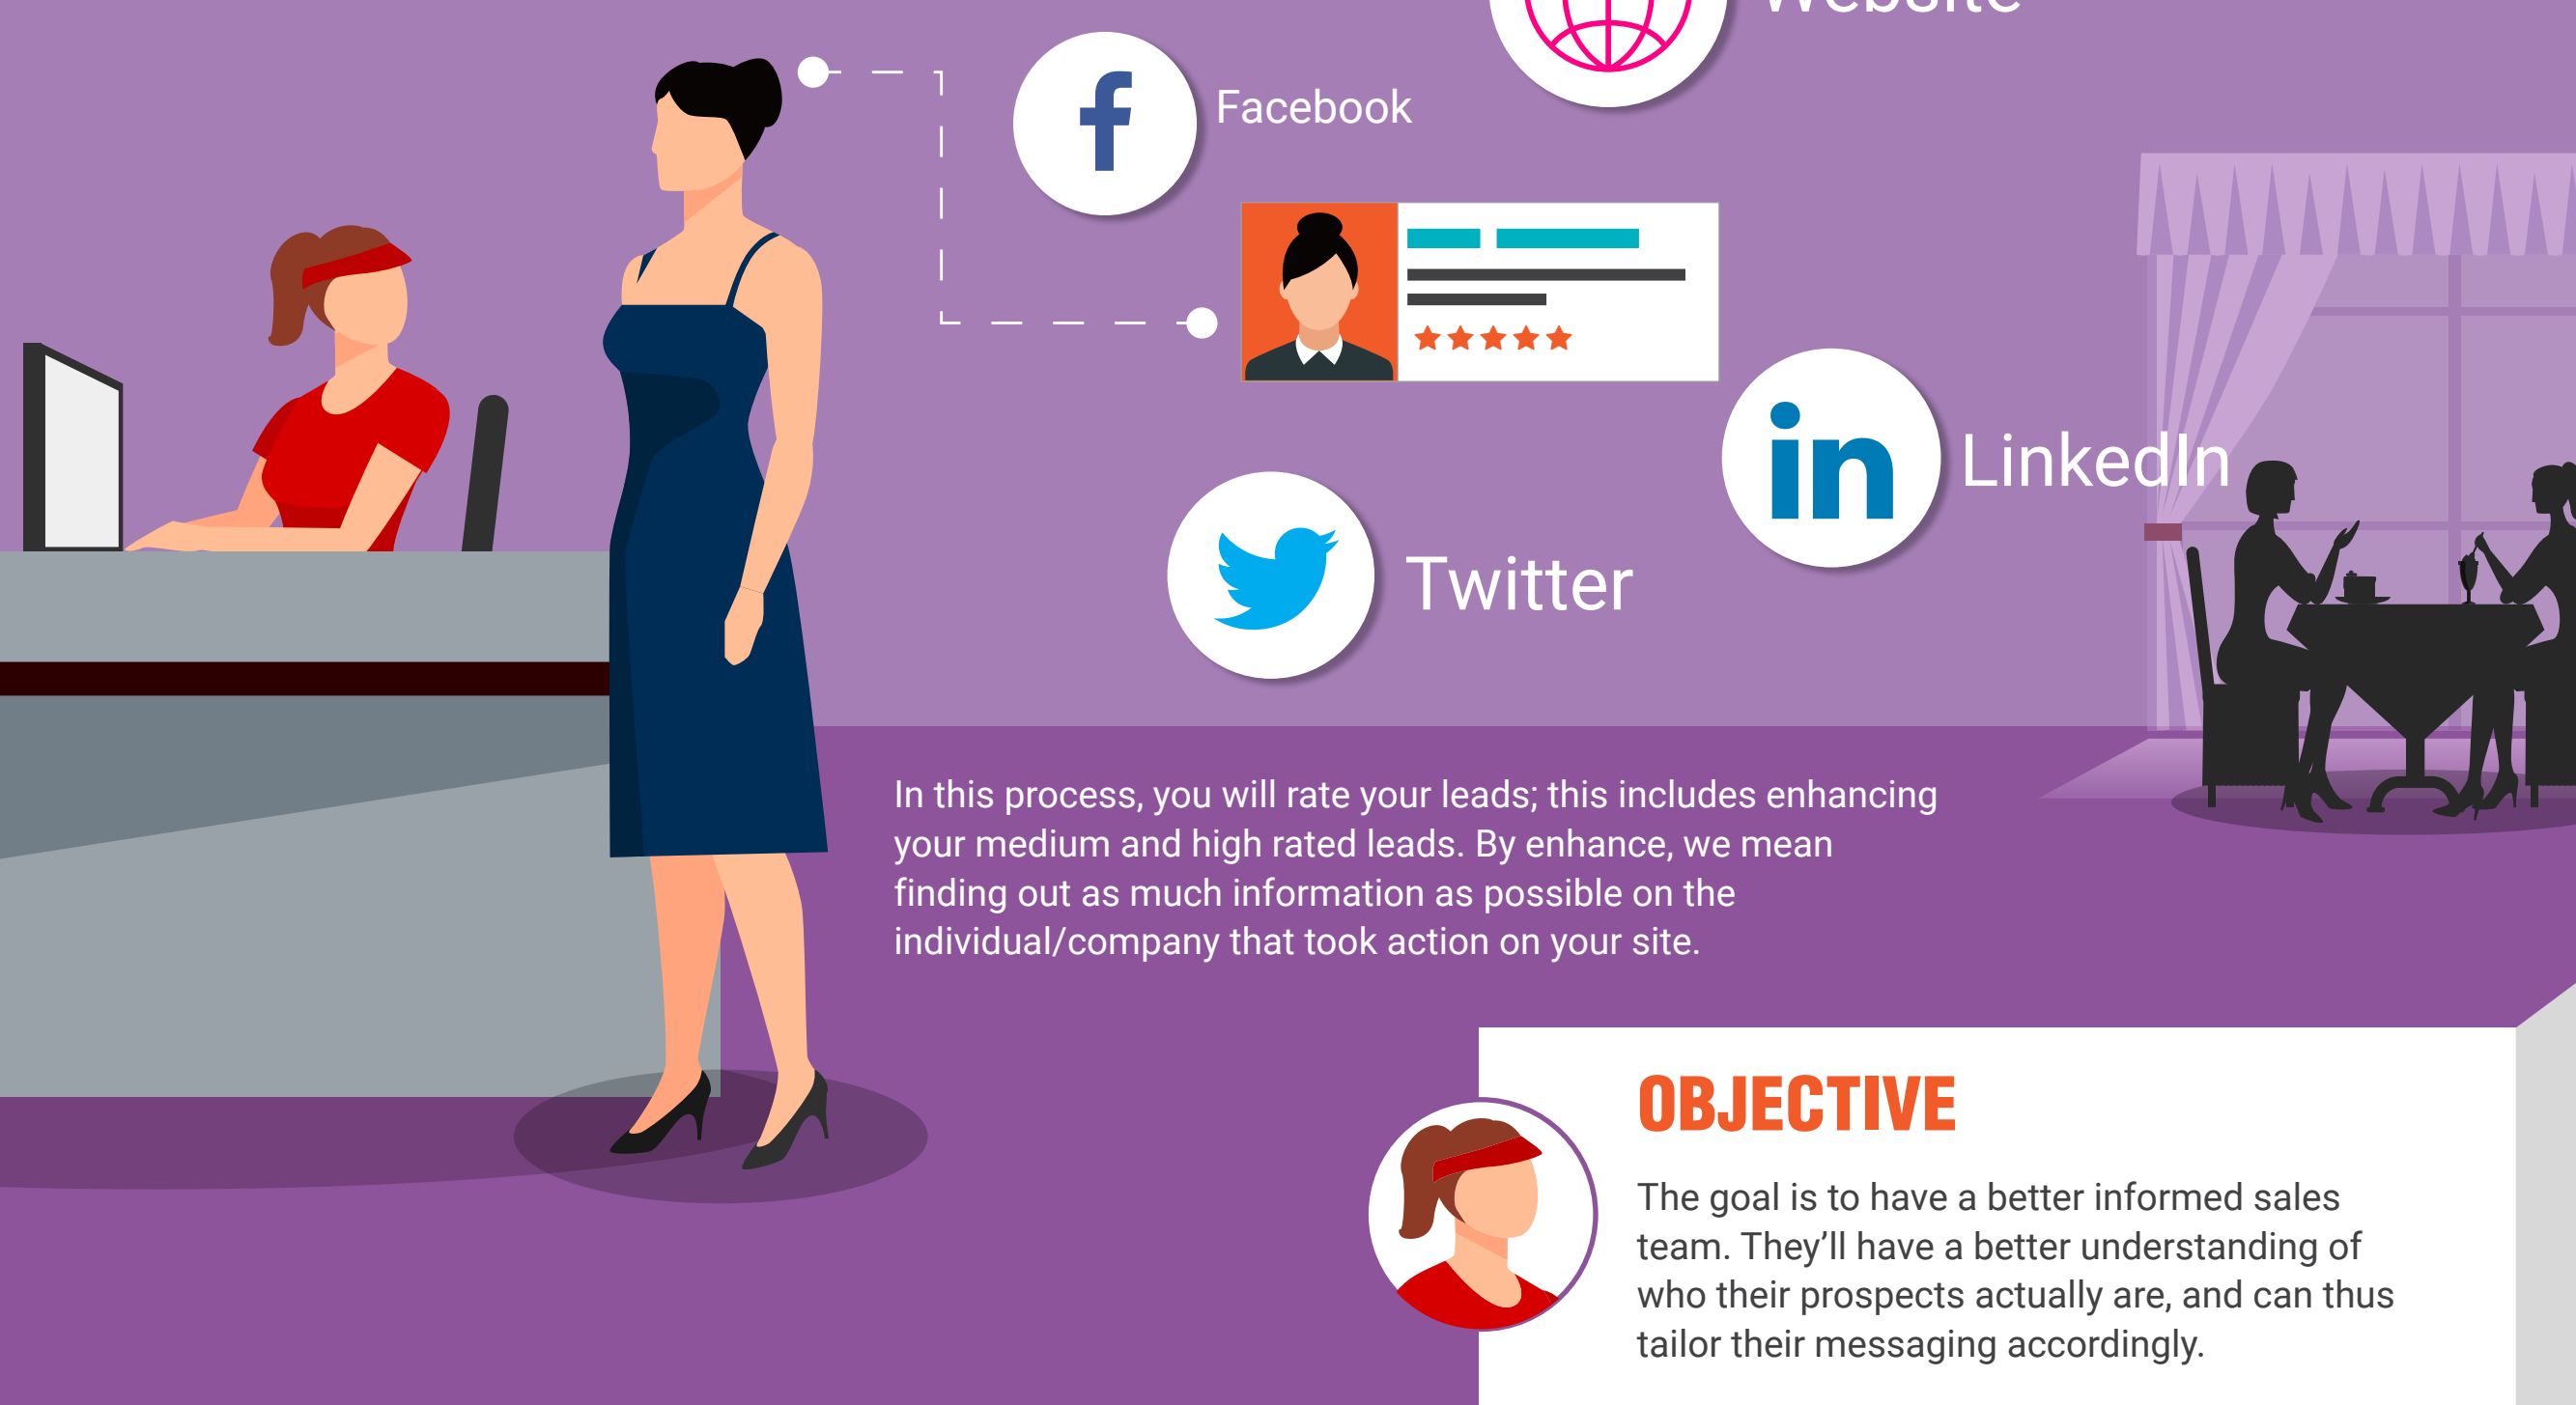 Website
Facebook
LinkedIn
Twitter
In this process, you will rate your leads; this includes enhancing
your medium and high rated leads. By enhance, we mean
finding out as much information as possible on the
individual/company that took action on your site.
OBJECTIVE
The goal is to have a better informed sales
team. They’ll have a better understanding of
who their prospects actually are, and can thus
tailor their messaging accordingly.